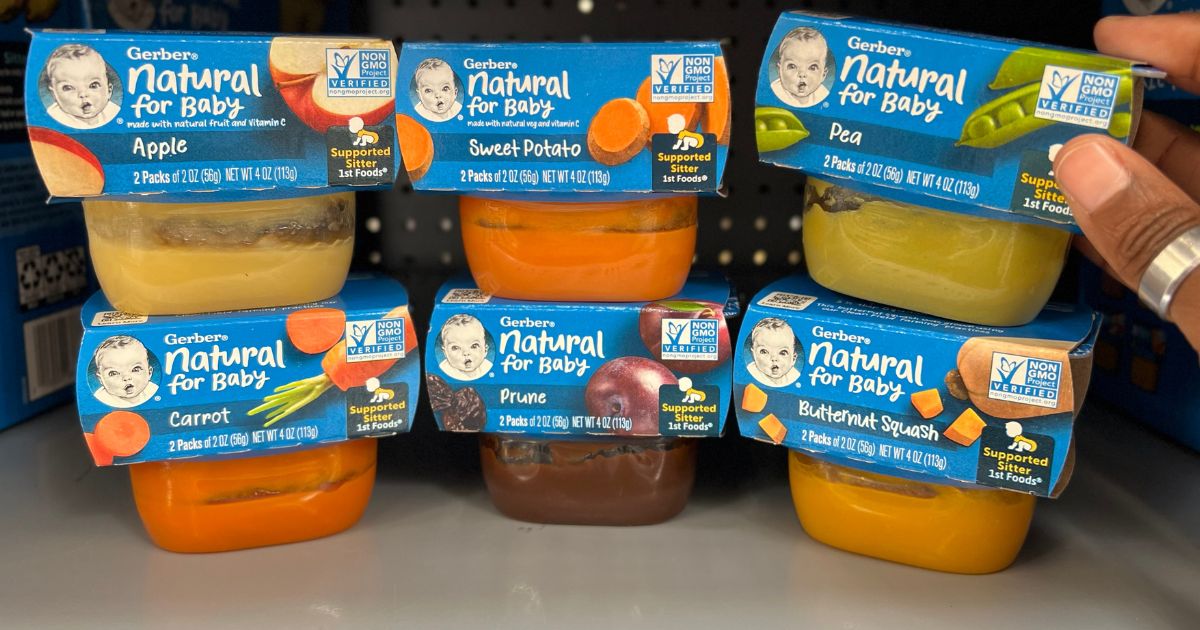 Gerber®
Natural
for Baby
made with natural fruit and Vitamin C
Apple
2 Packs of 2 OZ (56g) NET WT 4 OZ (113g)
NON
GMO
Project
VERIFIED
nongmoproject.org
Supported
Sitter
1st Foods®
Gerber®
Natural
for Baby
made with natural veg and vitamin C
Sweet Potato
2 Packs of 2 OZ (56g) NET WT 4 OZ (113g)
NON
GMO
Project
VERIFIED
nongmoproject.org
Supported
Sitter
1st Foods®
Gerber®
Natural
for Baby
Pea
2 Packs of 2 OZ (56g) NET WT 4 OZ (113g)
NON
GMO
Project
VERIFIED
nongmoproject.org
Sitter
1st Foods®
Gerber®
Natural
for Baby
Carrot
2 Packs of 2 OZ (56g) NET WT 4 OZ (113g)
NON
GMO
Project
VERIFIED
nongmoproject.org
Supported
Sitter
1st Foods®
Gerber®
Natural
for Baby
Prune
2 Packs of 2 OZ (56g) NET WT 4 OZ (113g)
NON
GMO
Project
VERIFIED
nongmoproject.org
Supported
Sitter
1st Foods®
Gerber®
Natural
for Baby
Butternut Squash
2 Packs of 2 OZ (56g) NET WT 4 OZ (113g)
NON
GMO
Project
VERIFIED
nongmoproject.org
Supported
Sitter
1st Foods®